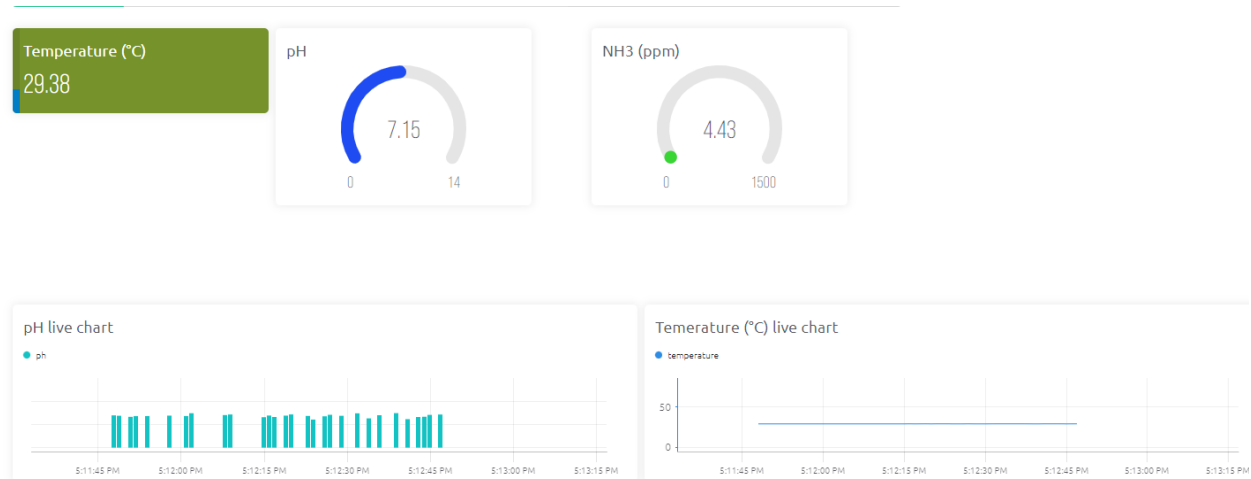 Temperature (°C)
29.38
pH
7.15
0 14
NH3 (ppm)
4.43
0 1500
pH live chart
ph
5:11:45 PM 5:12:00 PM 5:12:15 PM 5:12:30 PM 5:12:45 PM 5:13:00 PM 5:13:15 PM
Temerature (°C) live chart
temperature
50
0
5:11:45 PM 5:12:00 PM 5:12:15 PM 5:12:30 PM 5:12:45 PM 5:13:00 PM 5:13:15 PM